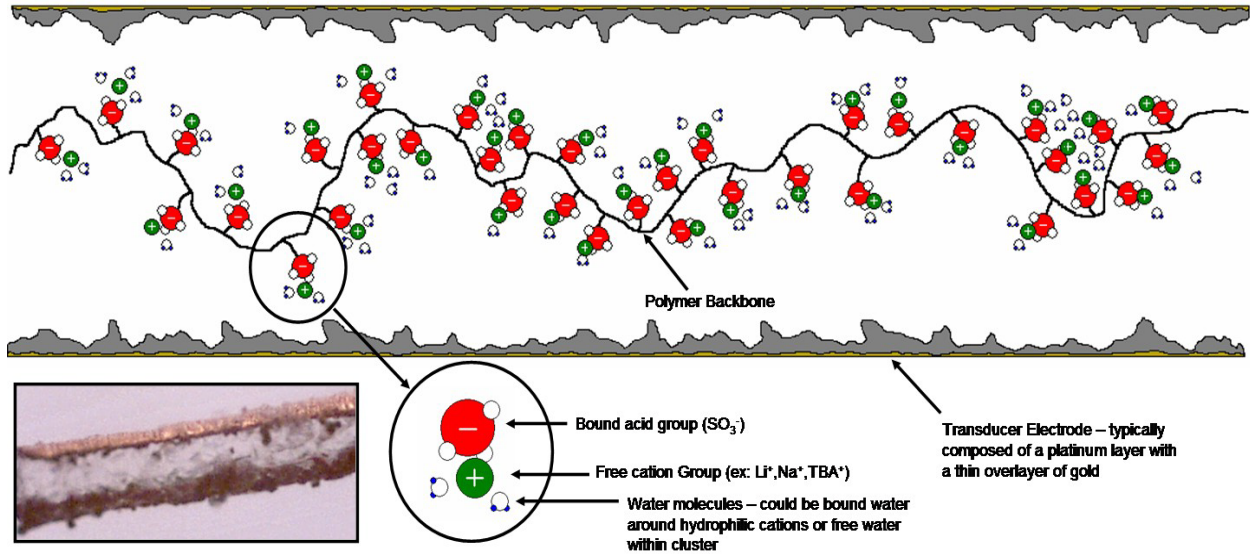 Polymer Backbone
Bound acid group (SO₃⁻)
Free cation Group (ex: Li⁺,Na⁺,TBA⁺)
Water molecules – could be bound water
around hydrophilic cations or free water
within cluster
Transducer Electrode – typically
composed of a platinum layer with
a thin overlayer of gold